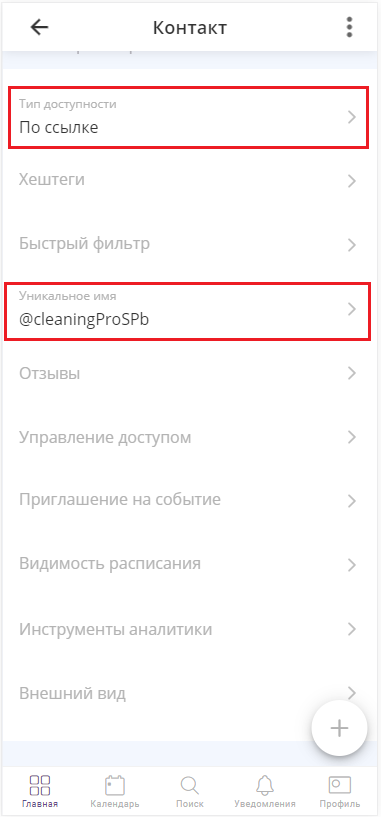 Контакт
Тип доступности
По ссылке
Хештеги
Быстрый фильтр
Уникальное имя
@cleaningProSPb
Отзывы
Управление доступом
Приглашение на событие
Видимость расписания
Инструменты аналитики
Внешний вид
Главная
Календарь
Поиск
Уведомления
Профиль